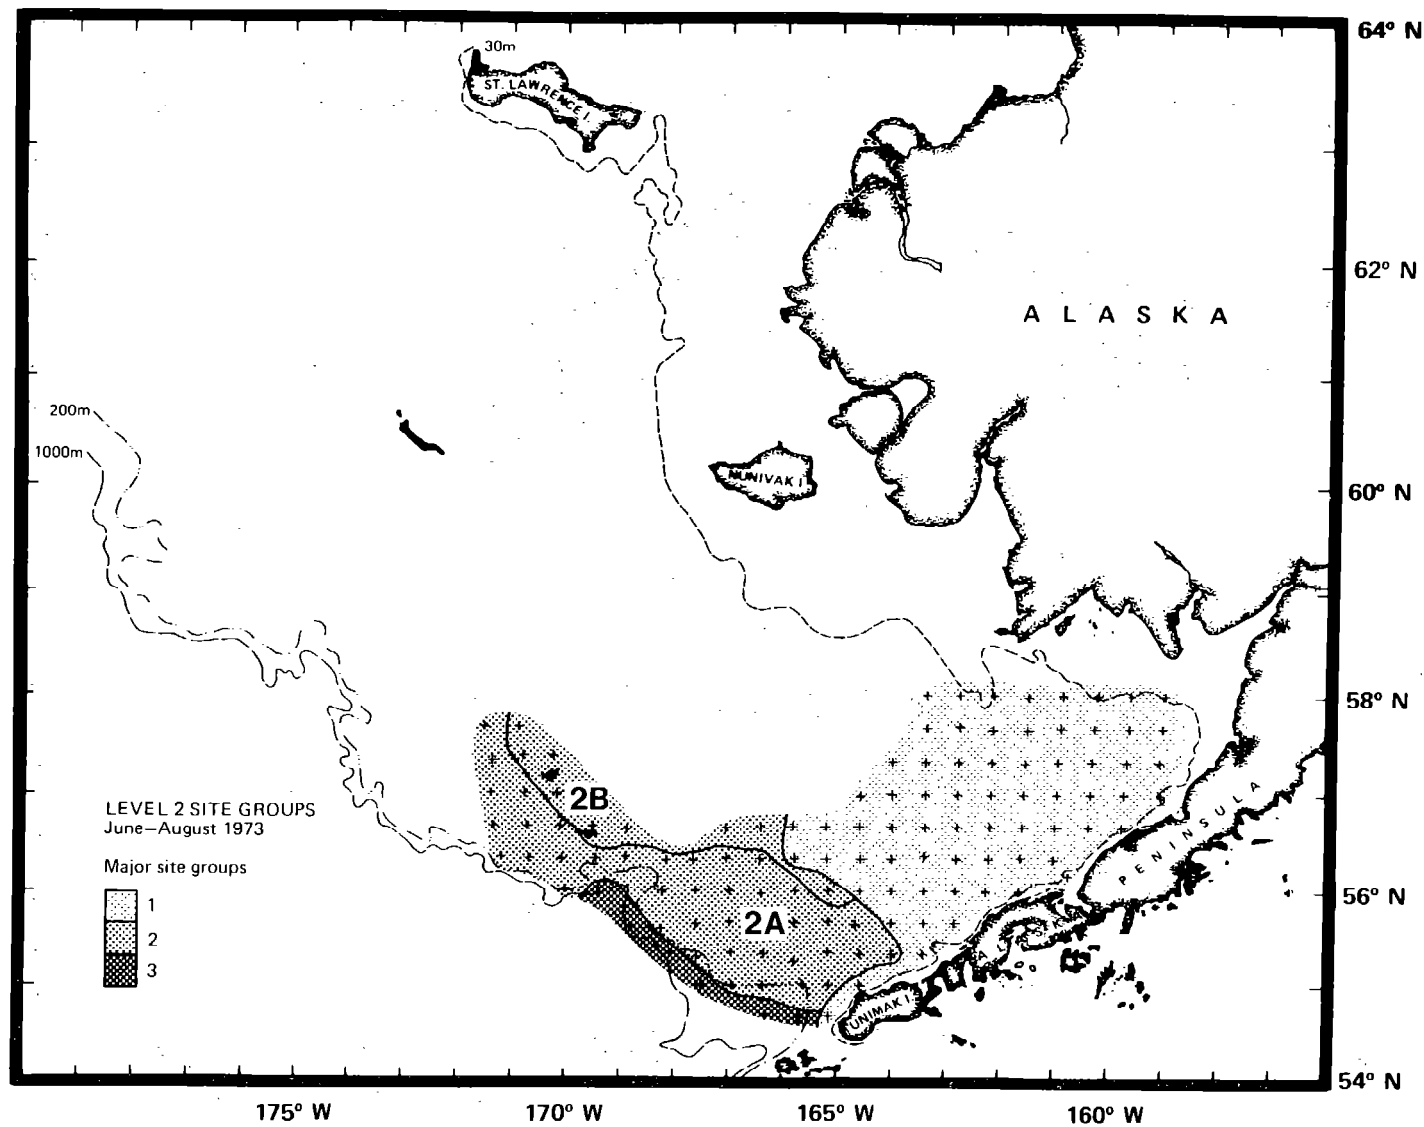 64° N
30m
ST. LAWRENCE I.
62° N
A L A S K A
200m
1000m
NUNIVAK I
60° N
58° N
2B
LEVEL 2 SITE GROUPS
June–August 1973
Major site groups
1
2
3
PENINSULA
56° N
2A
UNIMAK I
54° N
175° W
170° W
165° W
160° W